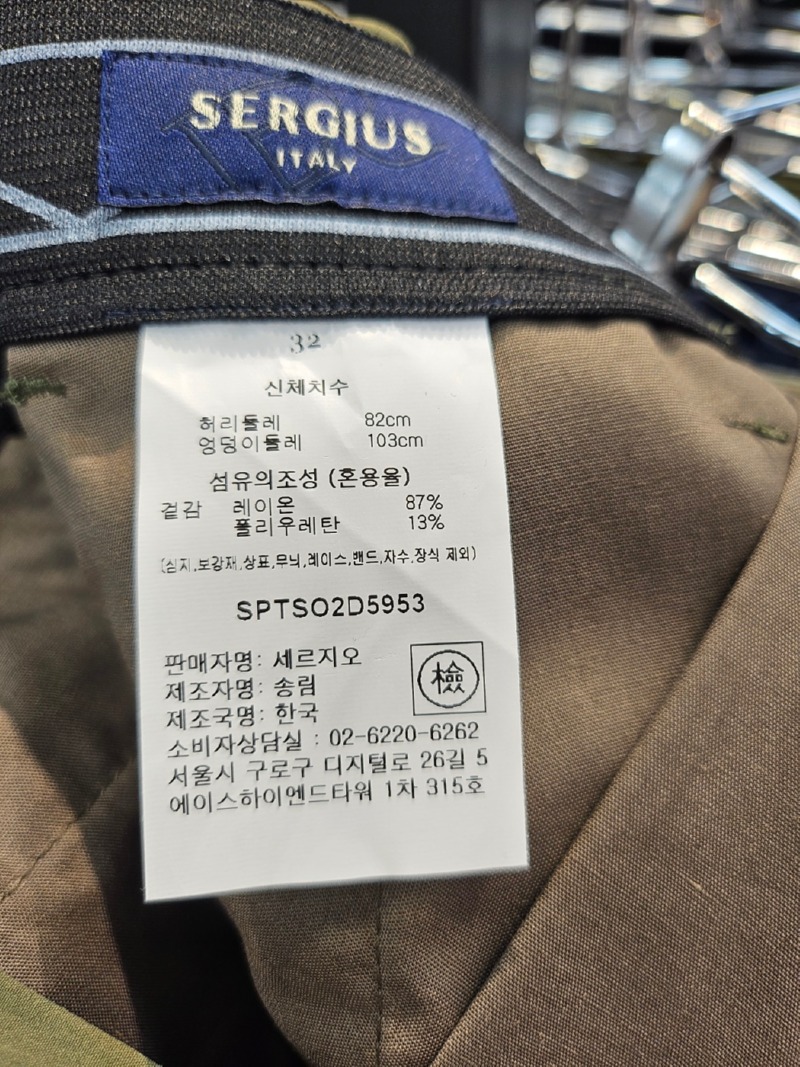 SERGIUS
ITALY
32
신체치수
허리둘레 82cm
엉덩이둘레 103cm
섬유의조성 (혼용율)
겉감 레이온 87%
폴리우레탄 13%
(심지,보강재,상표,무늬,레이스,밴드,자수,장식 제외)
SPTSO2D5953
판매자명: 세르지오
제조자명: 송림
제조국명: 한국
檢
소비자상담실 : 02-6220-6262
서울시 구로구 디지털로 26길 5
에이스하이엔드타워 1차 315호